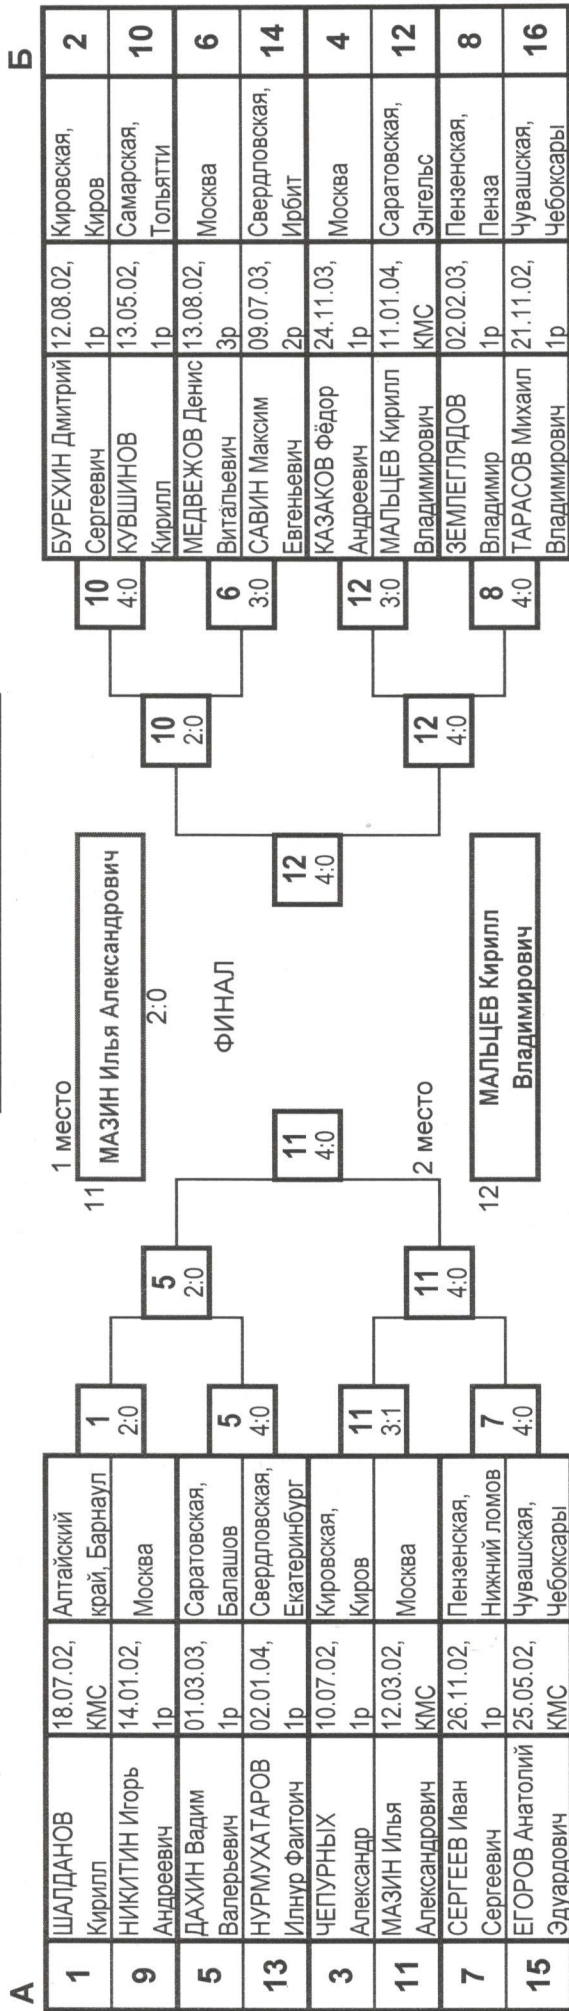 А
1
ШАЛДАНОВ
Кирилл
18.07.02,
КМС
Алтайский
край, Барнаул
9
НИКИТИН Игорь
Андреевич
14.01.02,
1р
Москва
5
ДАХИН Вадим
Валерьевич
01.03.03,
1р
Саратовская,
Балашов
13
НУРМУХАТАРОВ
Илнур Фаитоич
02.01.04,
1р
Свердловская,
Екатеринбург
3
ЧЕПУРНЫХ
Александр
10.07.02,
1р
Кировская,
Киров
11
МАЗИН Илья
Александрович
12.03.02,
КМС
Москва
7
СЕРГЕЕВ Иван
Сергеевич
26.11.02,
1р
Пензенская,
Нижний ломов
15
ЕГОРОВ Анатолий
Эдуардович
25.05.02,
КМС
Чувашская,
Чебоксары
1
2:0
5
4:0
11
3:1
7
4:0
5
2:0
11
4:0
11
4:0
1 место
11
МАЗИН Илья Александрович
2:0
ФИНАЛ
2 место
12
МАЛЬЦЕВ Кирилл
Владимирович
12
4:0
10
2:0
12
4:0
10
4:0
6
3:0
12
3:0
8
4:0
Б
БУРЕХИН Дмитрий
Сергеевич
12.08.02,
1р
Кировская,
Киров
2
КУВШИНОВ
Кирилл
13.05.02,
1р
Самарская,
Тольятти
10
МЕДВЕЖОВ Денис
Витальевич
13.08.02,
3р
Москва
6
САВИН Максим
Евгеньевич
09.07.03,
2р
Свердловская,
Ирбит
14
КАЗАКОВ Фёдор
Андреевич
24.11.03,
1р
Москва
4
МАЛЬЦЕВ Кирилл
Владимирович
11.01.04,
КМС
Саратовская,
Энгельс
12
ЗЕМЛЕГЛЯДОВ
Владимир
02.02.03,
1р
Пензенская,
Пенза
8
ТАРАСОВ Михаил
Владимирович
21.11.02,
1р
Чувашская,
Чебоксары
16